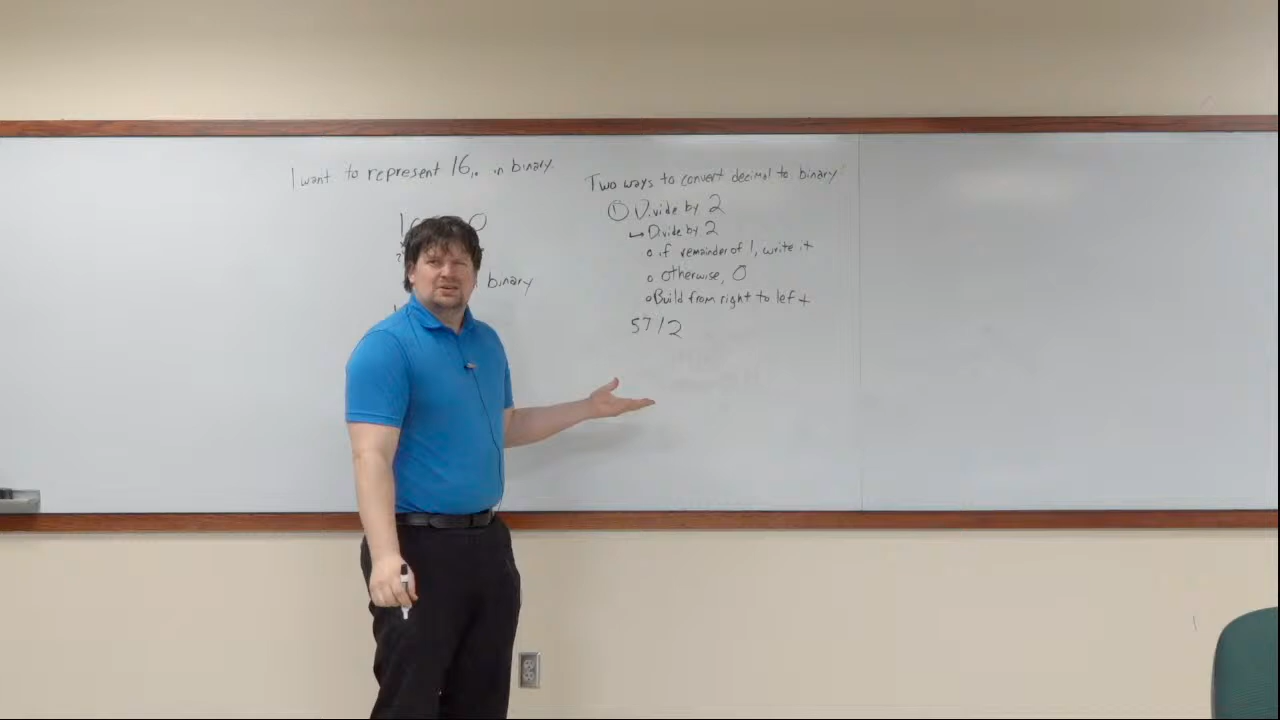 I want to represent 16₁₀ in binary.
binary
Two ways to convert decimal to binary
① Divide by 2
↳ Divide by 2
o if remainder of 1, write it
o otherwise, 0
o Build from right to left
57/2